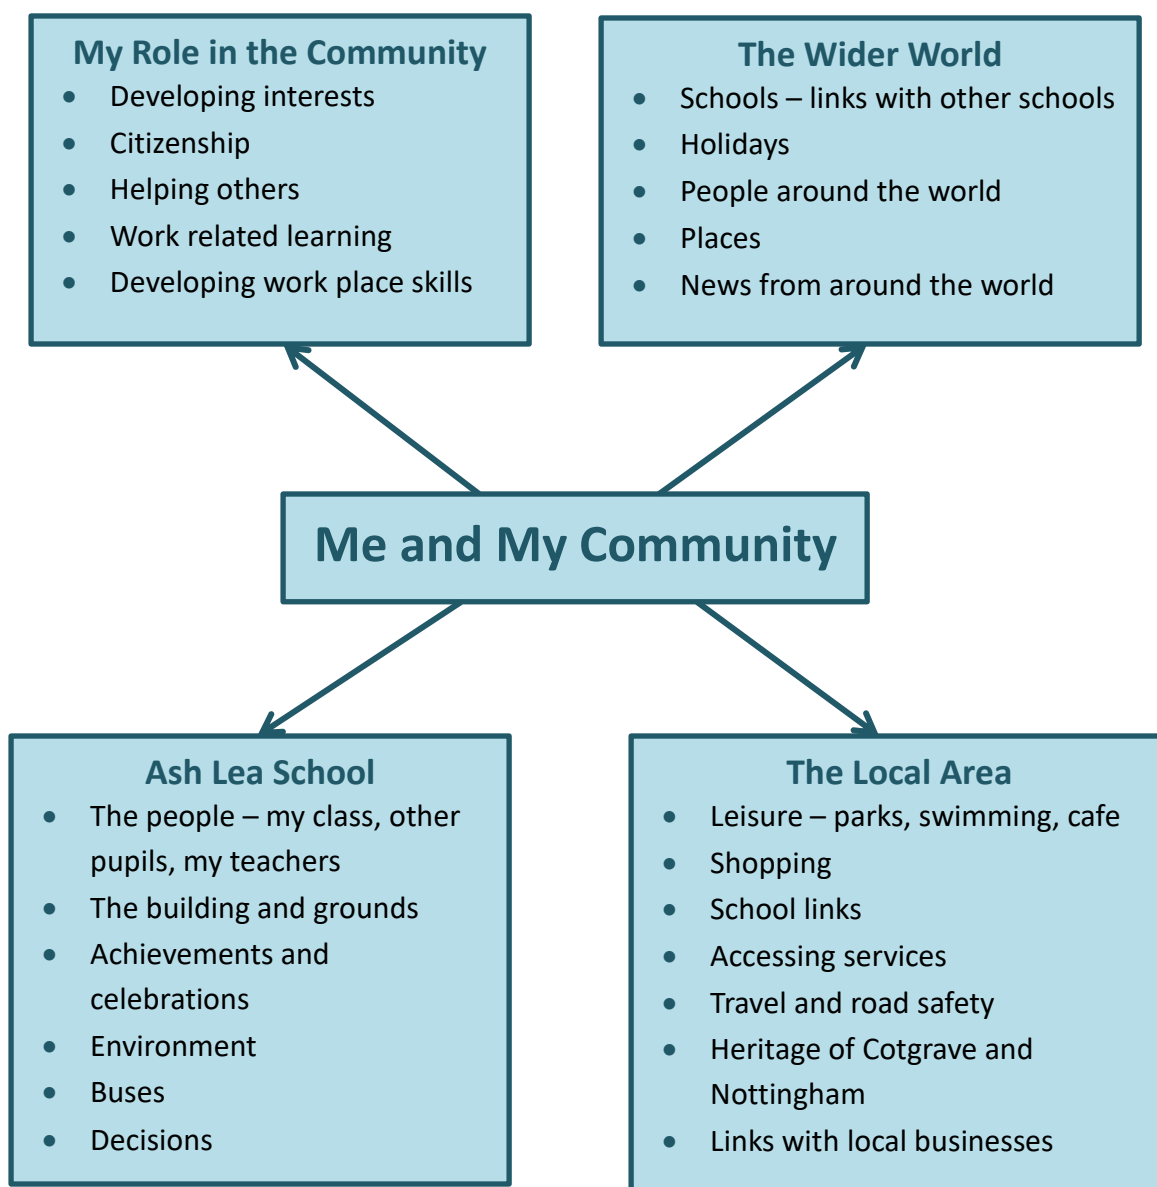 My Role in the Community
• Developing interests
• Citizenship
• Helping others
• Work related learning
• Developing work place skills
The Wider World
• Schools – links with other schools
• Holidays
• People around the world
• Places
• News from around the world
Me and My Community
Ash Lea School
• The people – my class, other
pupils, my teachers
• The building and grounds
• Achievements and
celebrations
• Environment
• Buses
• Decisions
The Local Area
• Leisure – parks, swimming, cafe
• Shopping
• School links
• Accessing services
• Travel and road safety
• Heritage of Cotgrave and
Nottingham
• Links with local businesses